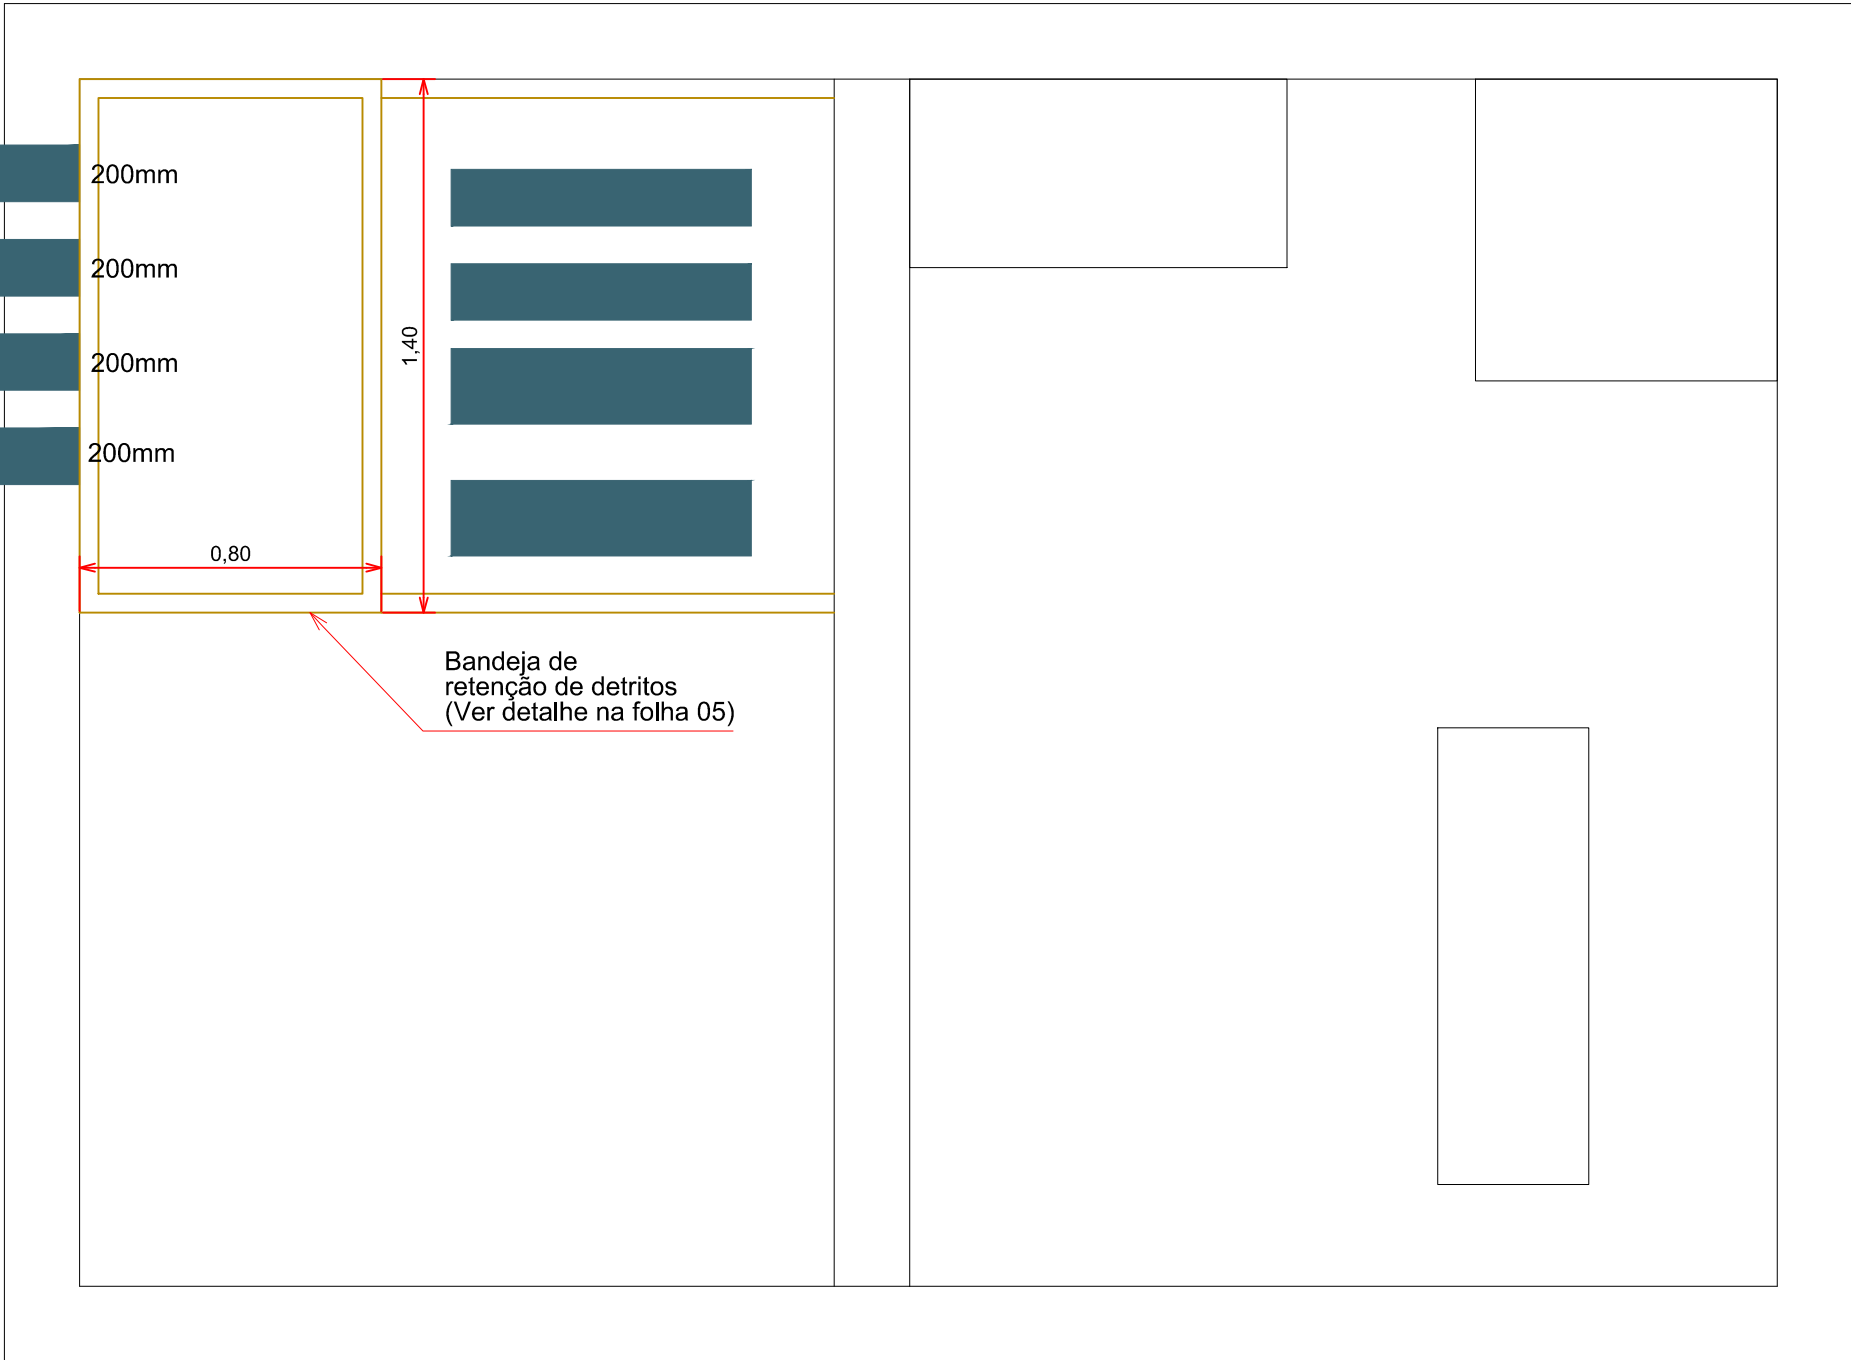 200mm
200mm
200mm
200mm
1,40
0,80
Bandeja de
retenção de detritos
(Ver detalhe na folha 05)